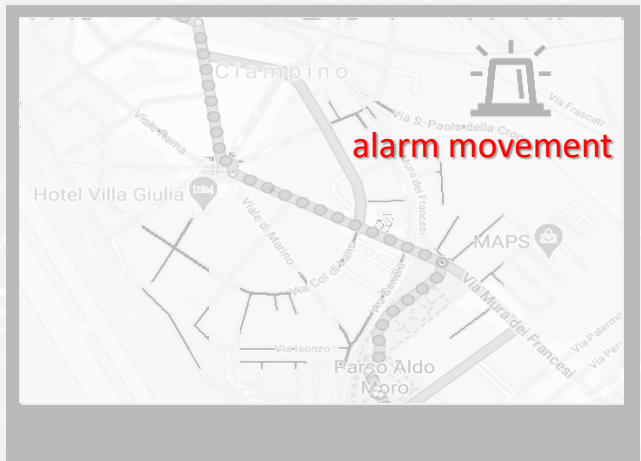 Ciampino
Via Frascati
Via S. Paolo della Croce
alarm movement
Viale Roma
Via Mura dei Francesi
Hotel Villa Giulia
Viale di Marino
MAPS
Via Col di Lana
Via Mura dei Francesi
Via Isonzo
Via Palermo
Parco Aldo
Moro